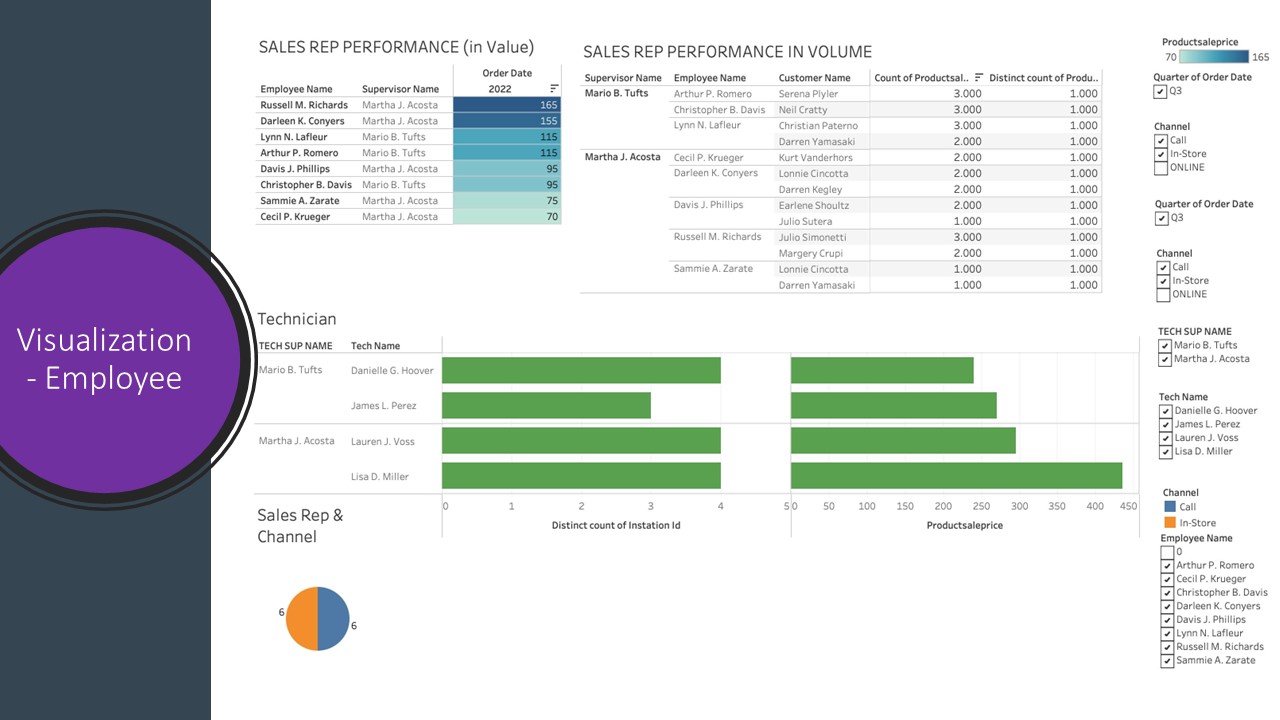 Visualization
- Employee
SALES REP PERFORMANCE (in Value)
Order Date
Employee Name Supervisor Name 2022
Russell M. Richards Martha J. Acosta 165
Darleen K. Conyers Martha J. Acosta 155
Lynn N. Lafleur Mario B. Tufts 115
Arthur P. Romero Mario B. Tufts 115
Davis J. Phillips Martha J. Acosta 95
Christopher B. Davis Mario B. Tufts 95
Sammie A. Zarate Martha J. Acosta 75
Cecil P. Krueger Martha J. Acosta 70
SALES REP PERFORMANCE IN VOLUME
Supervisor Name Employee Name Customer Name Count of Productsal.. Distinct count of Produ..
Mario B. Tufts Arthur P. Romero Serena Plyler 3.000 1.000
Christopher B. Davis Neil Cratty 3.000 1.000
Lynn N. Lafleur Christian Paterno 3.000 1.000
Darren Yamasaki 2.000 1.000
Martha J. Acosta Cecil P. Krueger Kurt Vanderhors 2.000 1.000
Darleen K. Conyers Lonnie Cincotta 2.000 1.000
Darren Kegley 2.000 1.000
Davis J. Phillips Earlene Shoultz 2.000 1.000
Julio Sutera 1.000 1.000
Russell M. Richards Julio Simonetti 3.000 1.000
Margery Crupi 2.000 1.000
Sammie A. Zarate Lonnie Cincotta 1.000 1.000
Darren Yamasaki 1.000 1.000
Technician
TECH SUP NAME Tech Name
Mario B. Tufts Danielle G. Hoover
James L. Perez
Martha J. Acosta Lauren J. Voss
Lisa D. Miller
0 1 2 3 4 5 0 50 100 150 200 250 300 350 400 450
Distinct count of Instation Id Productsaleprice
Sales Rep &
Channel
6
6
Productsaleprice
70 165
Quarter of Order Date
Q3
Channel
Call
In-Store
ONLINE
Quarter of Order Date
Q3
Channel
Call
In-Store
ONLINE
TECH SUP NAME
Mario B. Tufts
Martha J. Acosta
Tech Name
Danielle G. Hoover
James L. Perez
Lauren J. Voss
Lisa D. Miller
Channel
Call
In-Store
Employee Name
0
Arthur P. Romero
Cecil P. Krueger
Christopher B. Davis
Darleen K. Conyers
Davis J. Phillips
Lynn N. Lafleur
Russell M. Richards
Sammie A. Zarate